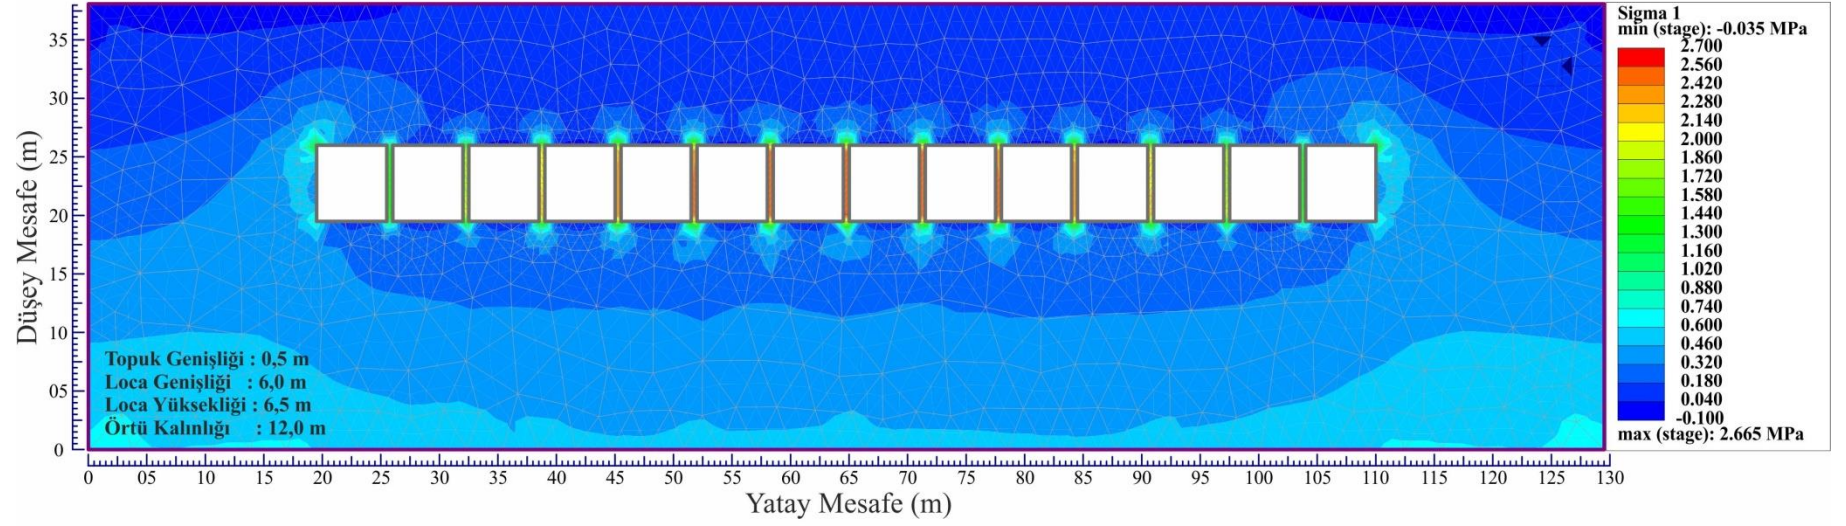 Sigma 1
min (stage): -0.035 MPa
2.700
2.560
2.420
2.280
2.140
2.000
1.860
1.720
1.580
1.440
1.300
1.160
1.020
0.880
0.740
0.600
0.460
0.320
0.180
0.040
-0.100
max (stage): 2.665 MPa
Düşey Mesafe (m)
35
30
25
20
15
10
05
0
Topuk Genişliği : 0,5 m
Loca Genişliği : 6,0 m
Loca Yüksekliği : 6,5 m
Örtü Kalınlığı : 12,0 m
0 05 10 15 20 25 30 35 40 45 50 55 60 65 70 75 80 85 90 95 100 105 110 115 120 125 130
Yatay Mesafe (m)